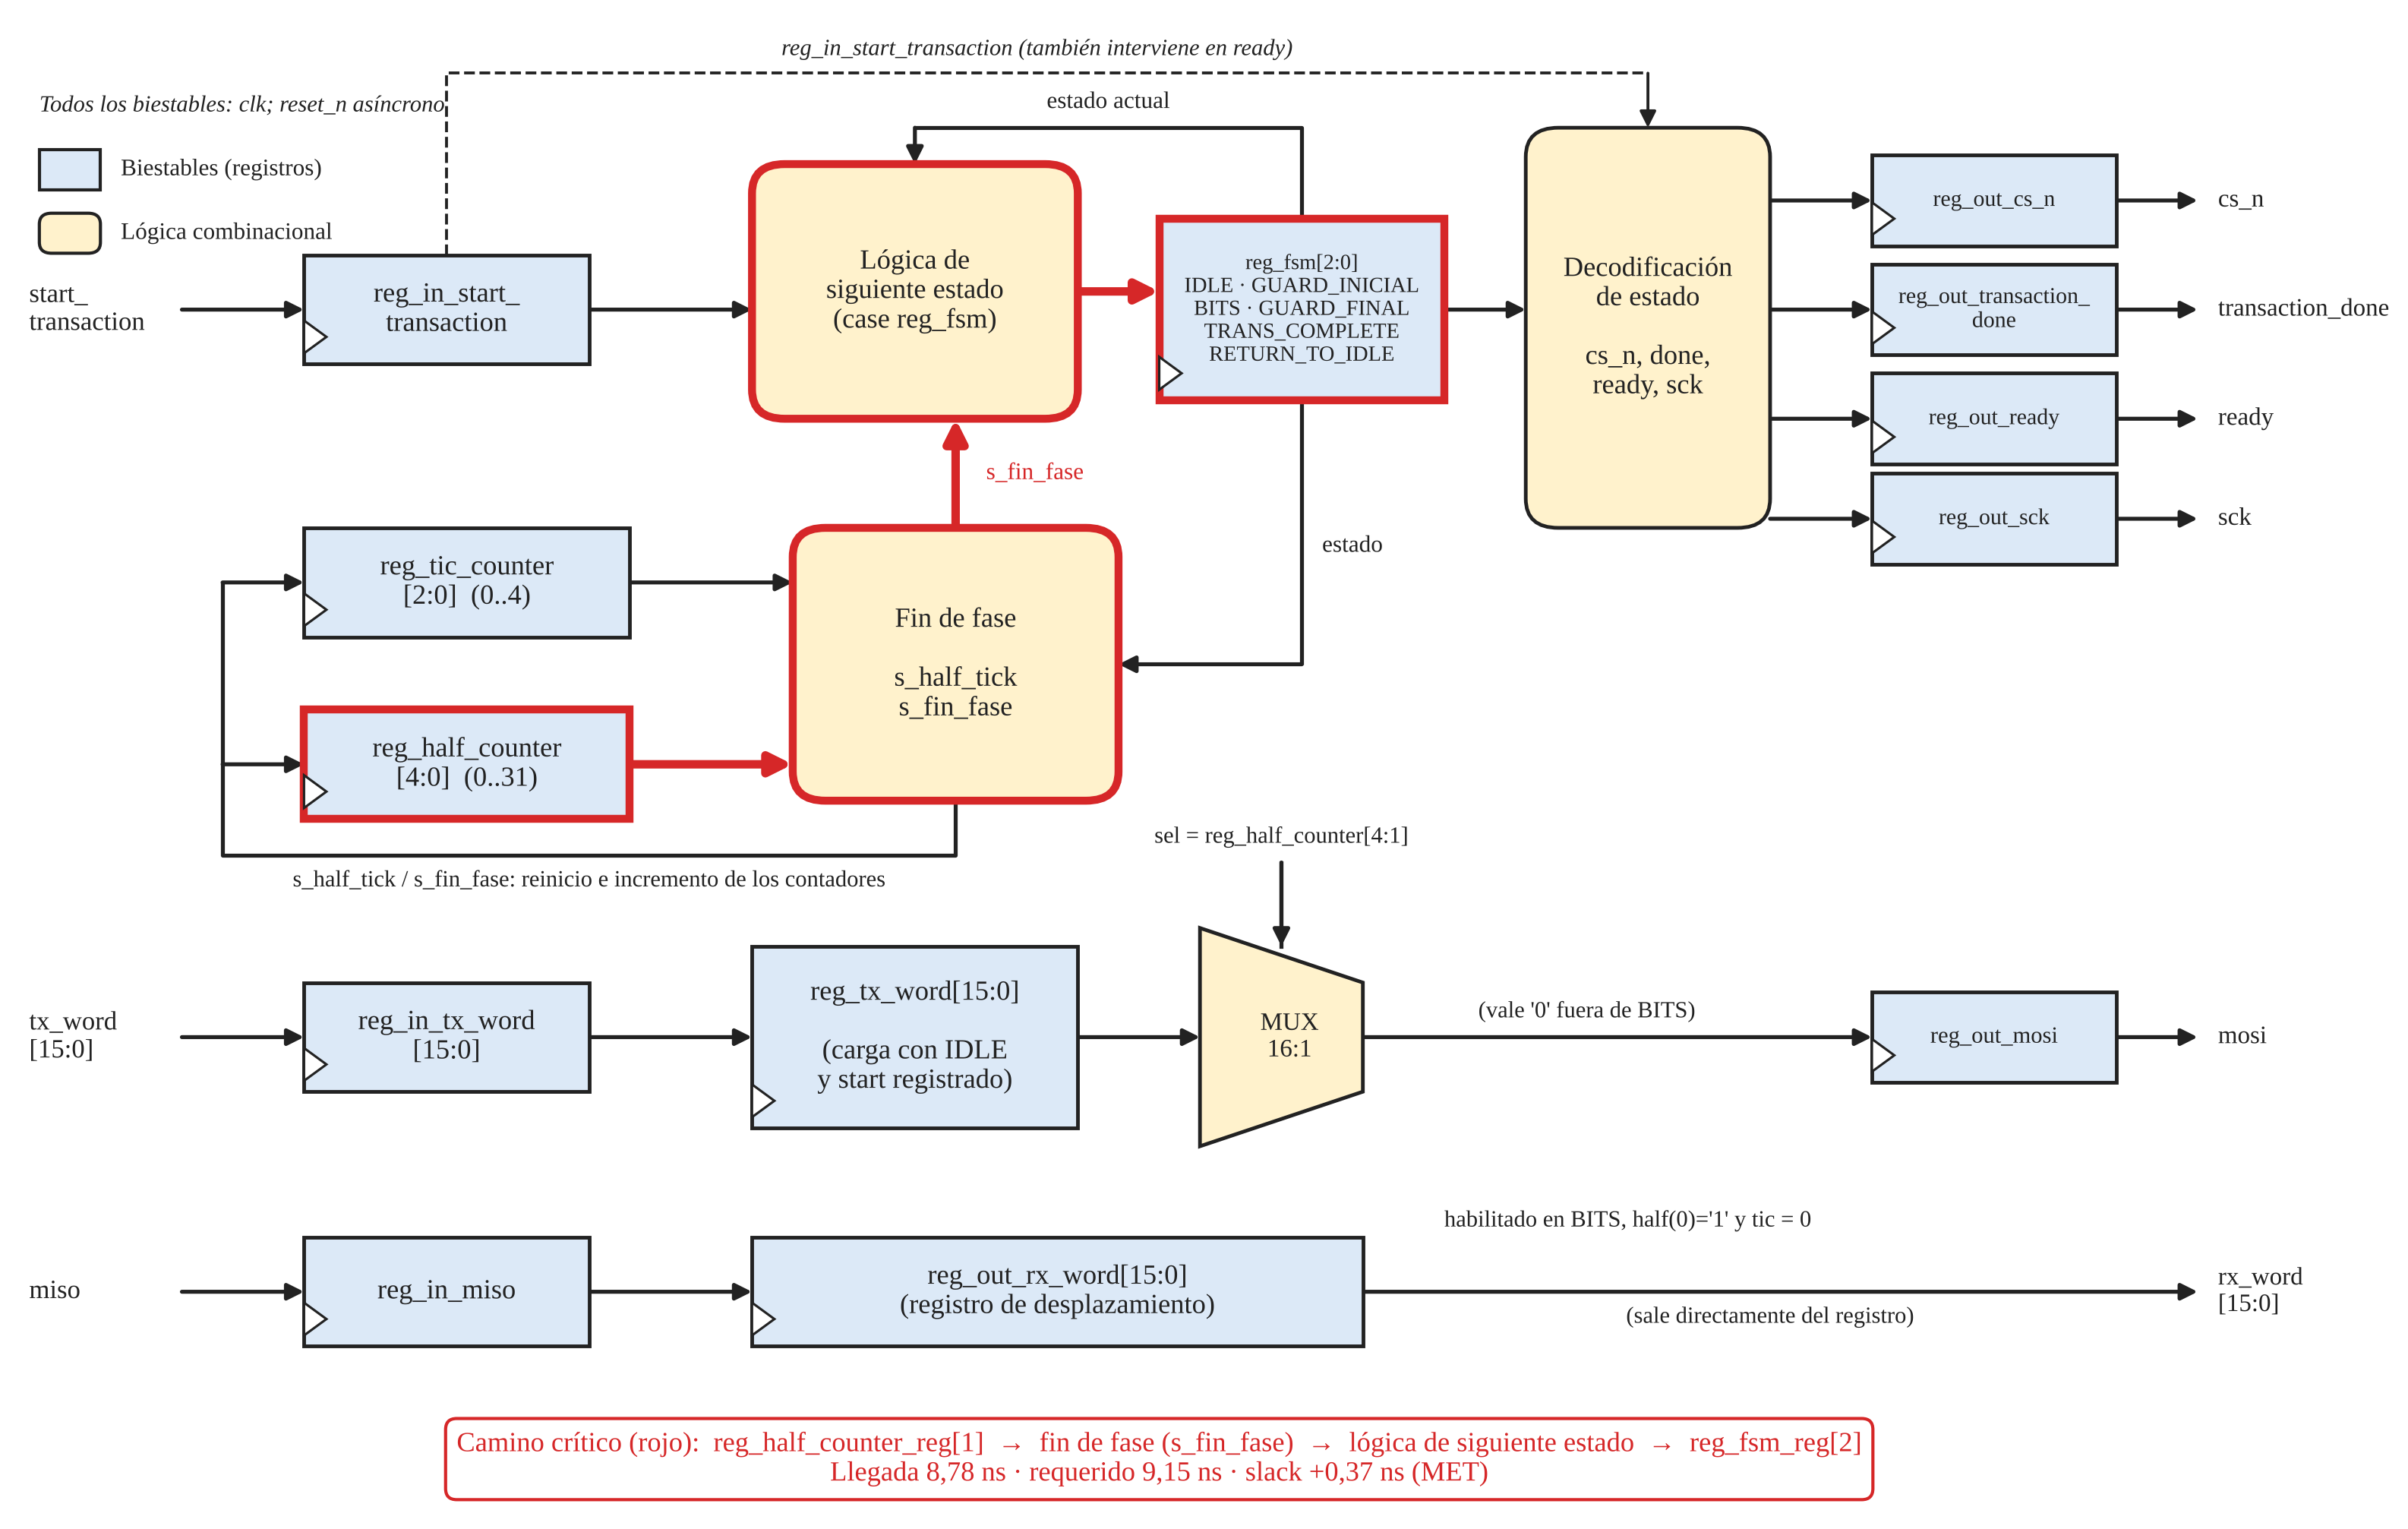 reg_in_start_transaction (también interviene en ready)
Todos los biestables: clk; reset_n asíncrono
estado actual
Biestables (registros)
Lógica combinacional
start_
transaction
reg_in_start_
transaction
Lógica de
siguiente estado
(case reg_fsm)
reg_fsm[2:0]
IDLE · GUARD_INICIAL
BITS · GUARD_FINAL
TRANS_COMPLETE
RETURN_TO_IDLE
Decodificación
de estado
cs_n, done,
ready, sck
reg_out_cs_n
cs_n
reg_out_transaction_
done
transaction_done
reg_out_ready
ready
reg_out_sck
sck
s_fin_fase
estado
reg_tic_counter
[2:0] (0..4)
reg_half_counter
[4:0] (0..31)
Fin de fase
s_half_tick
s_fin_fase
s_half_tick / s_fin_fase: reinicio e incremento de los contadores
sel = reg_half_counter[4:1]
tx_word
[15:0]
reg_in_tx_word
[15:0]
reg_tx_word[15:0]
(carga con IDLE
y start registrado)
MUX
16:1
(vale '0' fuera de BITS)
reg_out_mosi
mosi
habilitado en BITS, half(0)='1' y tic = 0
miso
reg_in_miso
reg_out_rx_word[15:0]
(registro de desplazamiento)
(sale directamente del registro)
rx_word
[15:0]
Camino crítico (rojo): reg_half_counter_reg[1] → fin de fase (s_fin_fase) → lógica de siguiente estado → reg_fsm_reg[2]
Llegada 8,78 ns · requerido 9,15 ns · slack +0,37 ns (MET)